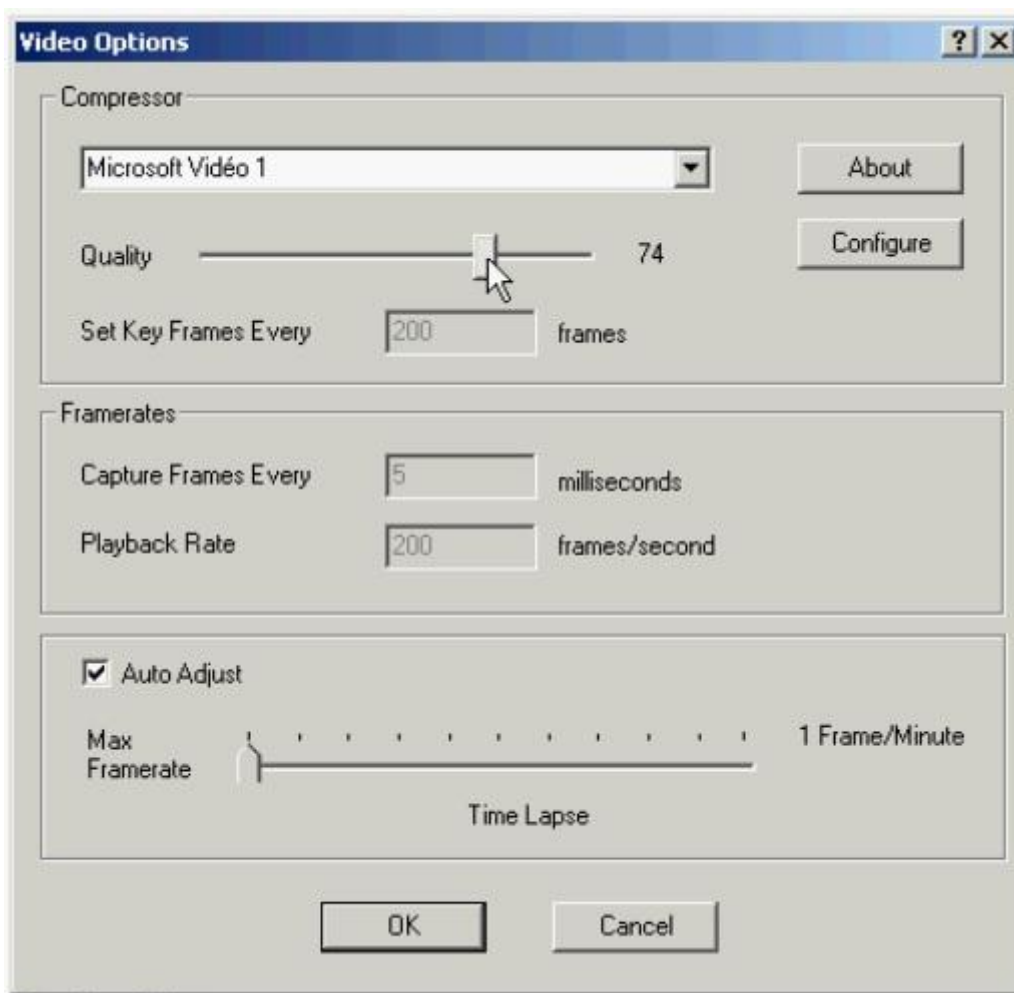 Video Options
Compressor
Microsoft Vidéo 1
About
Quality
74
Configure
Set Key Frames Every 200 frames
Framerates
Capture Frames Every 5 milliseconds
Playback Rate 200 frames/second
Auto Adjust
Max
Framerate
1 Frame/Minute
Time Lapse
OK
Cancel